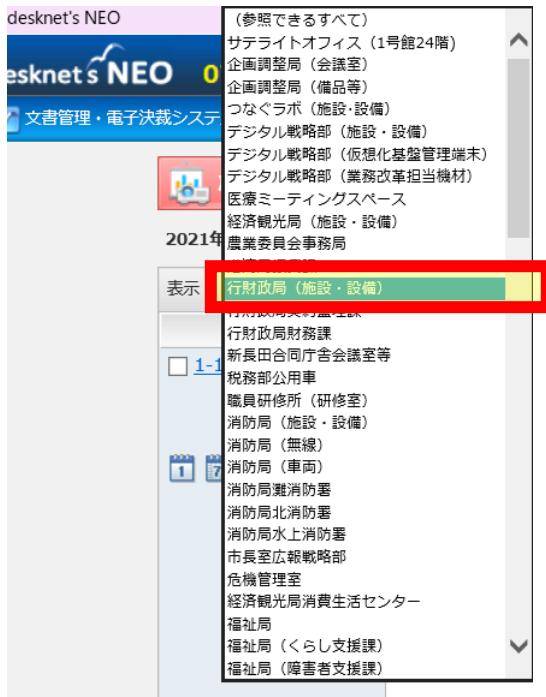 desknet's NEO
desknet's NEO
文書管理・電子決裁システ
2021年
表示
1-1
1
7
(参照できるすべて)
サテライトオフィス（1号館24階)
企画調整局（会議室）
企画調整局（備品等）
つなぐラボ（施設・設備）
デジタル戦略部（施設・設備）
デジタル戦略部（仮想化基盤管理端末）
デジタル戦略部（業務改革担当機材）
医療ミーティングスペース
経済観光局（施設・設備）
農業委員会事務局
行財政局（施設・設備）
行財政局契約監理課
行財政局財務課
新長田合同庁舎会議室等
税務部公用車
職員研修所（研修室）
消防局（施設・設備）
消防局（無線）
消防局（車両）
消防局灘消防署
消防局北消防署
消防局水上消防署
市長室広報戦略部
危機管理室
経済観光局消費生活センター
福祉局
福祉局（くらし支援課）
福祉局（障害者支援課）